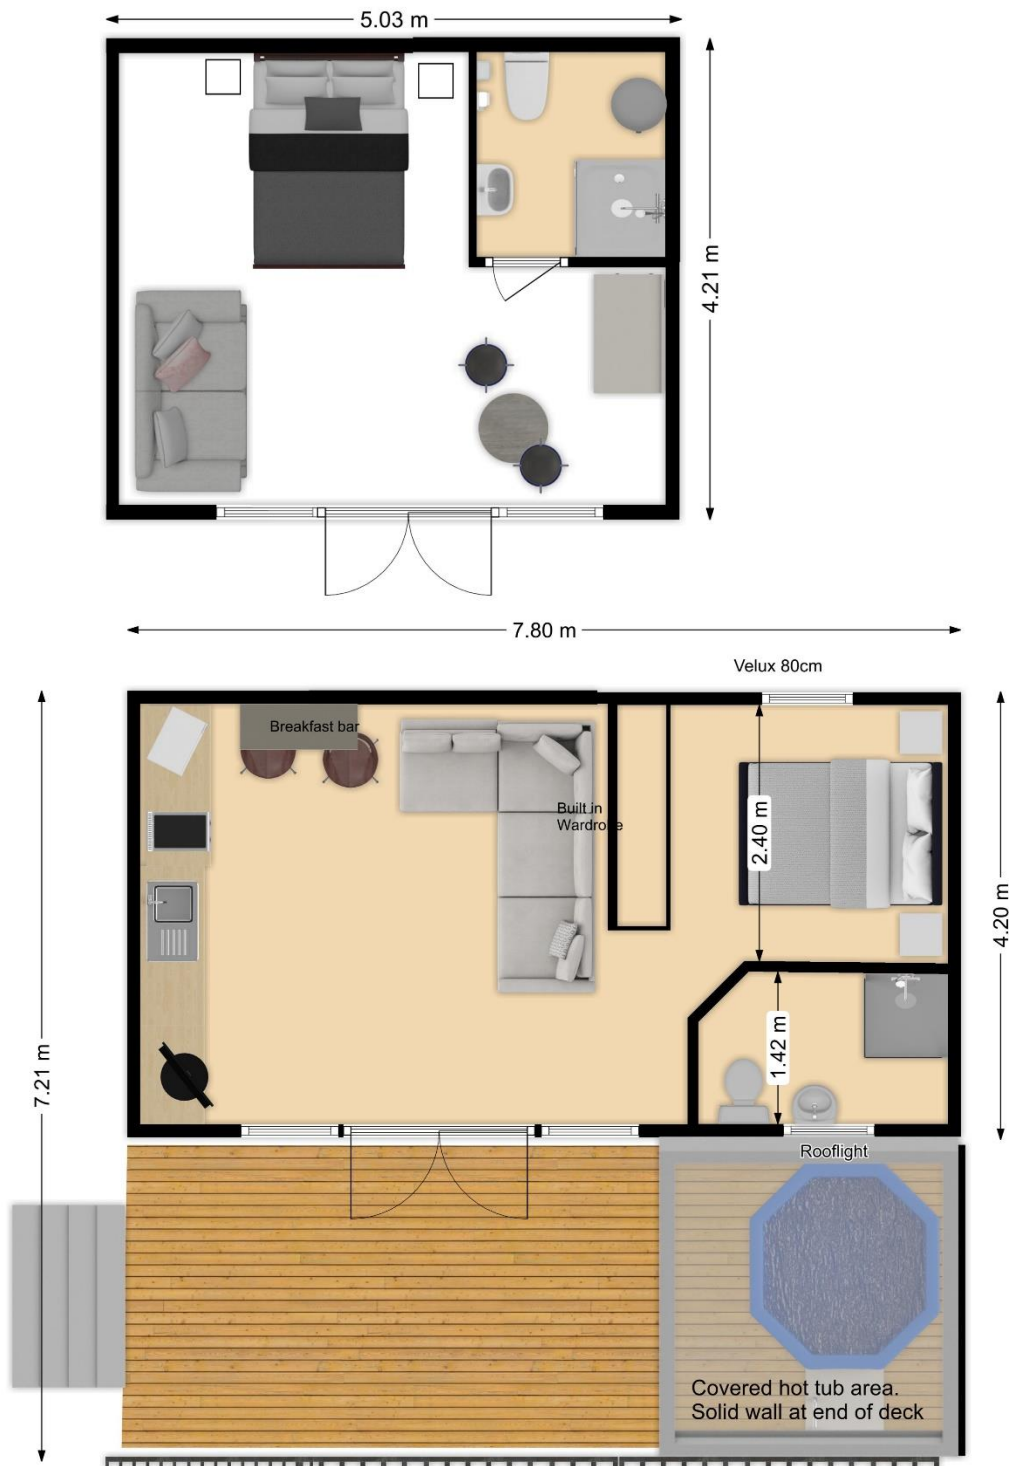 5.03 m
4.21 m
7.80 m
Velux 80cm
Breakfast bar
Built in
Wardrobe
2.40 m
4.20 m
7.21 m
1.42 m
Rooflight
Covered hot tub area.
Solid wall at end of deck